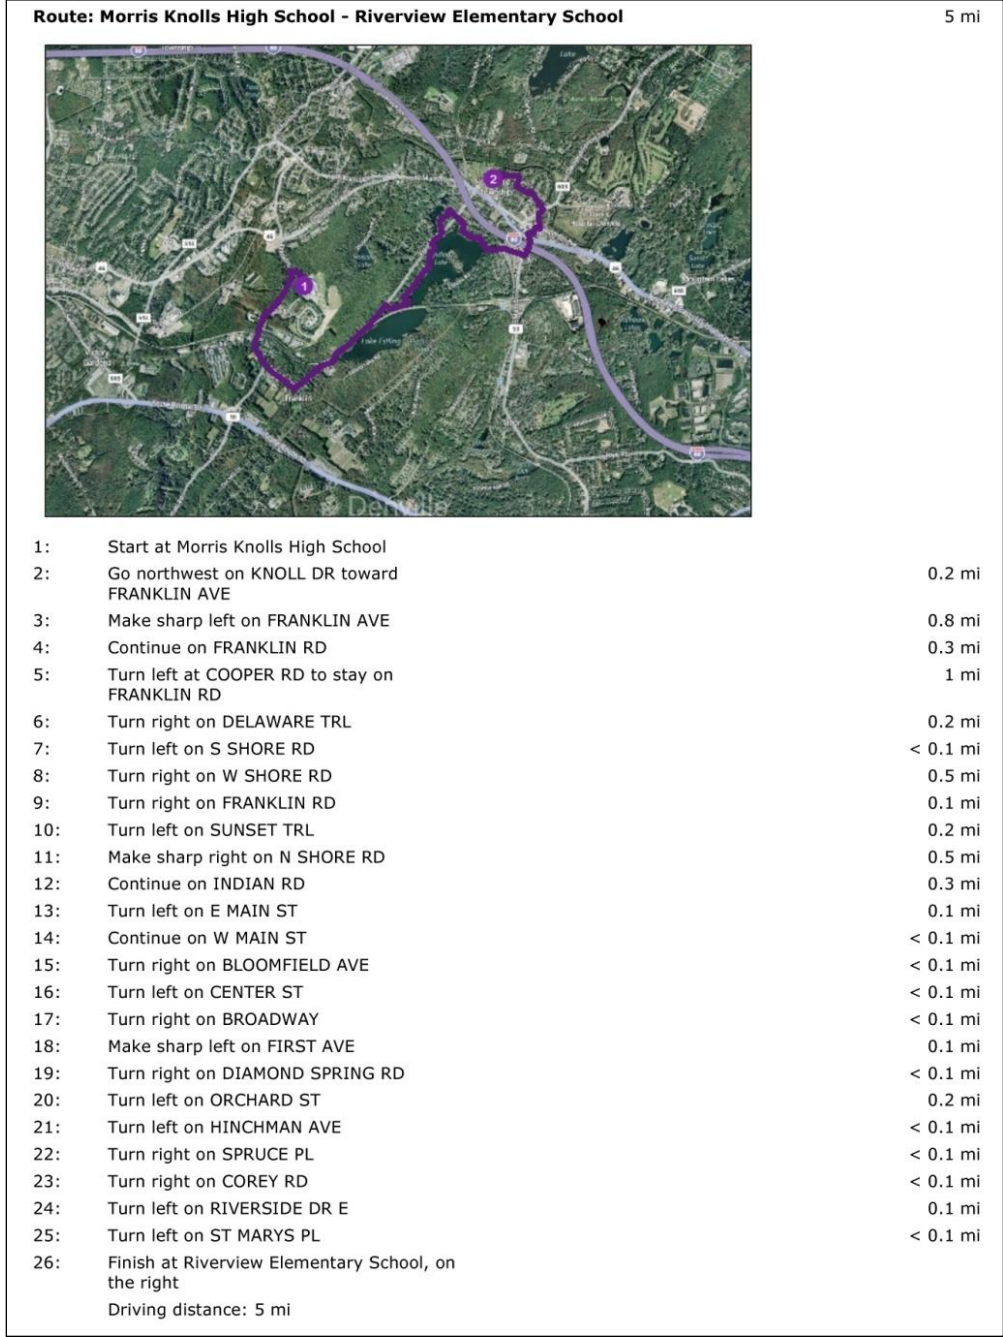 Route: Morris Knolls High School - Riverview Elementary School 5 mi
2
1
Franklin
Denville
1: Start at Morris Knolls High School
2: Go northwest on KNOLL DR toward 0.2 mi
FRANKLIN AVE
3: Make sharp left on FRANKLIN AVE 0.8 mi
4: Continue on FRANKLIN RD 0.3 mi
5: Turn left at COOPER RD to stay on 1 mi
FRANKLIN RD
6: Turn right on DELAWARE TRL 0.2 mi
7: Turn left on S SHORE RD < 0.1 mi
8: Turn right on W SHORE RD 0.5 mi
9: Turn right on FRANKLIN RD 0.1 mi
10: Turn left on SUNSET TRL 0.2 mi
11: Make sharp right on N SHORE RD 0.5 mi
12: Continue on INDIAN RD 0.3 mi
13: Turn left on E MAIN ST 0.1 mi
14: Continue on W MAIN ST < 0.1 mi
15: Turn right on BLOOMFIELD AVE < 0.1 mi
16: Turn left on CENTER ST < 0.1 mi
17: Turn right on BROADWAY < 0.1 mi
18: Make sharp left on FIRST AVE 0.1 mi
19: Turn right on DIAMOND SPRING RD < 0.1 mi
20: Turn left on ORCHARD ST 0.2 mi
21: Turn left on HINCHMAN AVE < 0.1 mi
22: Turn right on SPRUCE PL < 0.1 mi
23: Turn right on COREY RD < 0.1 mi
24: Turn left on RIVERSIDE DR E 0.1 mi
25: Turn left on ST MARYS PL < 0.1 mi
26: Finish at Riverview Elementary School, on
the right
Driving distance: 5 mi